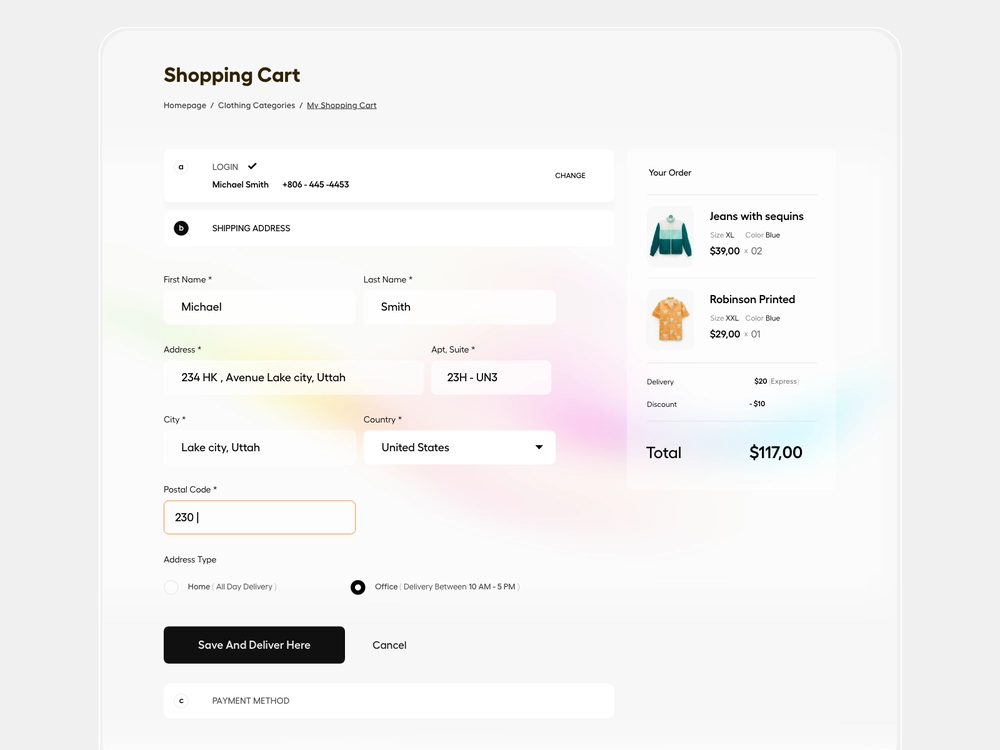 Shopping Cart
Homepage / Clothing Categories / My Shopping Cart
a
LOGIN
Michael Smith +806 - 445 -4453
CHANGE
b
SHIPPING ADDRESS
First Name *
Last Name *
Michael
Smith
Address *
Apt, Suite *
234 HK , Avenue Lake city, Uttah
23H - UN3
City *
Country *
Lake city, Uttah
United States
Postal Code *
230
Address Type
Home ( All Day Delivery )
Office ( Delivery Between 10 AM - 5 PM )
Save And Deliver Here
Cancel
c
PAYMENT METHOD
Your Order
Jeans with sequins
Size XL Color Blue
$39,00 x 02
Robinson Printed
Size XXL Color Blue
$29,00 x 01
Delivery $20 (Express)
Discount - $10
Total $117,00